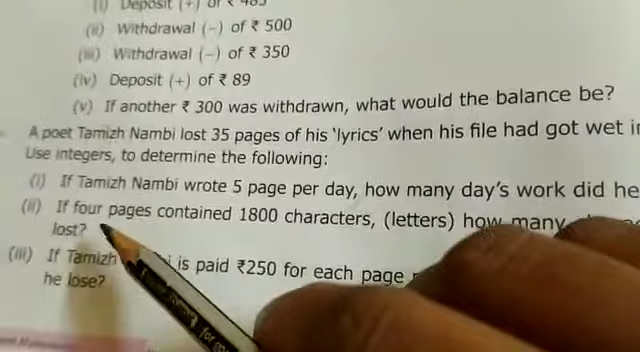 (i) Deposit (+) of ₹ 485
(ii) Withdrawal (−) of ₹ 500
(iii) Withdrawal (−) of ₹ 350
(iv) Deposit (+) of ₹ 89
(v) If another ₹ 300 was withdrawn, what would the balance be?
A poet Tamizh Nambi lost 35 pages of his 'lyrics' when his file had got wet
Use integers, to determine the following:
(i) If Tamizh Nambi wrote 5 page per day, how many day's work did he
(ii) If four pages contained 1800 characters, (letters) how many
lost?
(iii) If Tamizh is paid ₹250 for each page
he lose?